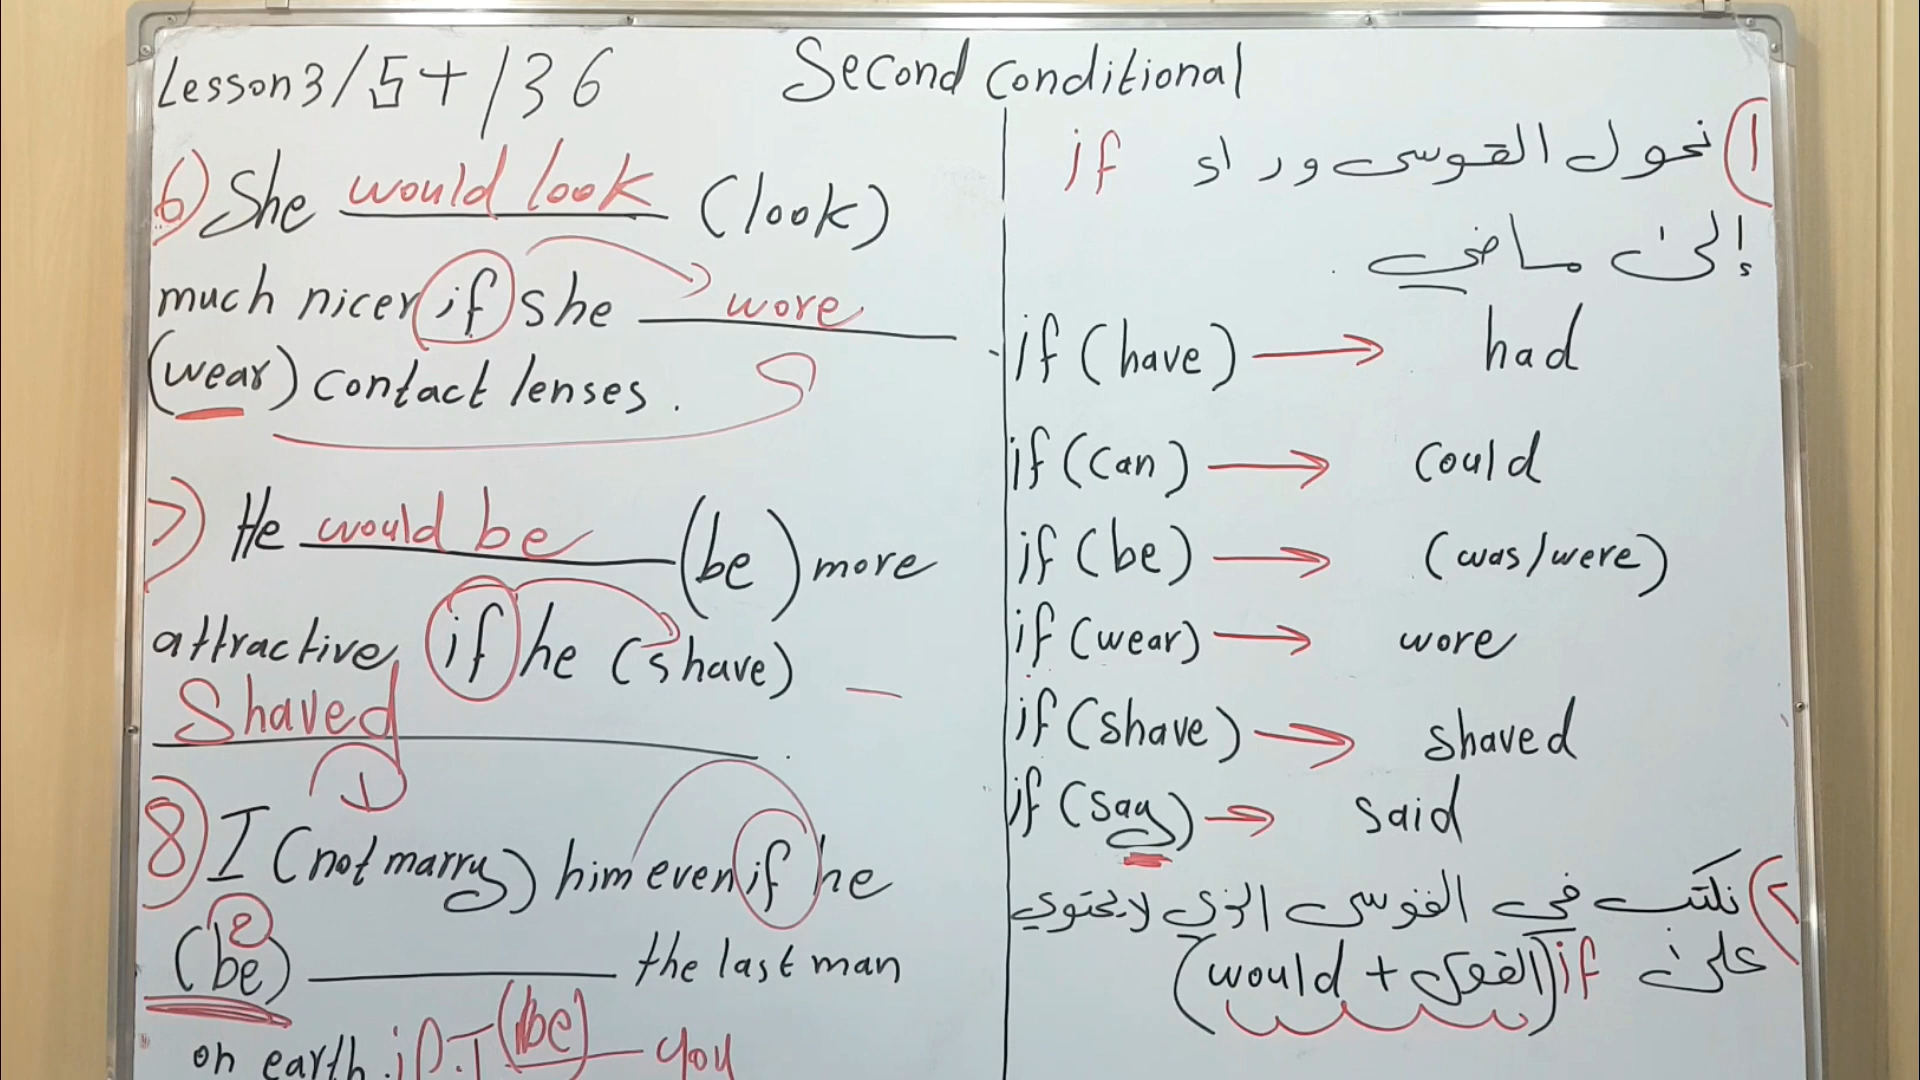 Lesson 3/5+/136
Second conditional
6) She would look (look)
much nicer if she wore
(wear) contact lenses.
7) He would be (be) more
attractive, if he (shave)
Shaved
8) I (not marry) him even if he
(be) the last man
on earth. if I (be) you
1) نحول القوس وراء if
إلى ماضي.
if (have) → had
if (can) → could
if (be) → (was/were)
if (wear) → wore
if (shave) → shaved
if (say) → said
٢) نكتب في القوس الذي لا يحتوي
على if (would + القوس)